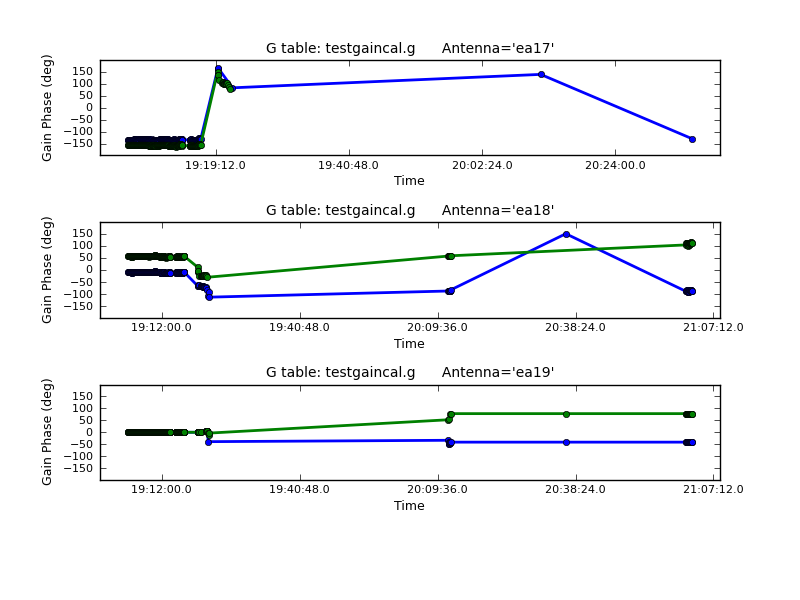 G table: testgaincal.g Antenna='ea17'
Gain Phase (deg)
150
100
50
0
−50
−100
−150
19:19:12.0 19:40:48.0 20:02:24.0 20:24:00.0
Time
G table: testgaincal.g Antenna='ea18'
Gain Phase (deg)
150
100
50
0
−50
−100
−150
19:12:00.0 19:40:48.0 20:09:36.0 20:38:24.0 21:07:12.0
Time
G table: testgaincal.g Antenna='ea19'
Gain Phase (deg)
150
100
50
0
−50
−100
−150
19:12:00.0 19:40:48.0 20:09:36.0 20:38:24.0 21:07:12.0
Time